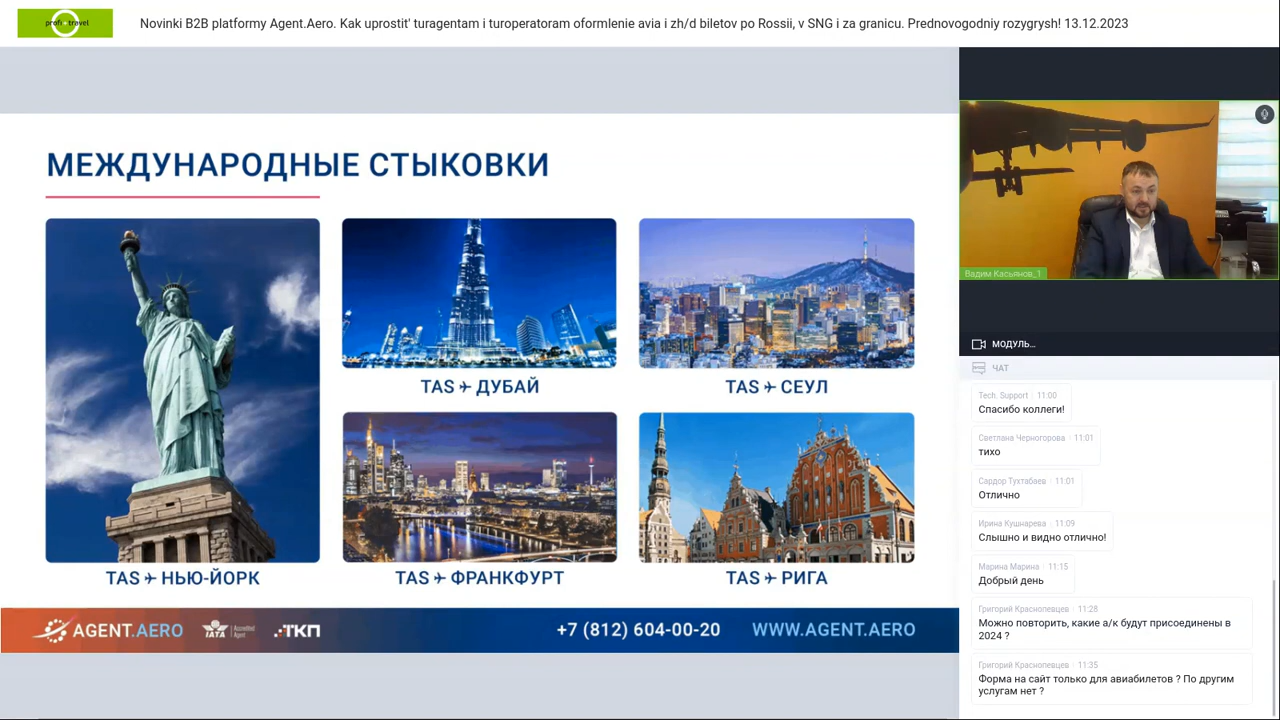 profi travel
Novinki B2B platformy Agent.Aero. Kak uprostit' turagentam i turoperatoram oformlenie avia i zh/d biletov po Rossii, v SNG i za granicu. Prednovogodniy rozygrysh! 13.12.2023
МЕЖДУНАРОДНЫЕ СТЫКОВКИ
TAS ✈ ДУБАЙ
TAS ✈ СЕУЛ
TAS ✈ НЬЮ-ЙОРК
TAS ✈ ФРАНКФУРТ
TAS ✈ РИГА
AGENT.AERO
IATA Accredited
Agent
ТКП
+7 (812) 604-00-20
WWW.AGENT.AERO
Вадим Касьянов_1
МОДУЛЬ...
ЧАТ
Tech. Support · 11:00
Спасибо коллеги!
Светлана Черногорова · 11:01
тихо
Сардор Тухтабаев · 11:01
Отлично
Ирина Кушнарева · 11:09
Слышно и видно отлично!
Марина Марина · 11:15
Добрый день
Григорий Краснопевцев · 11:28
Можно повторить, какие а/к будут присоединены в
2024 ?
Григорий Краснопевцев · 11:35
Форма на сайт только для авиабилетов ? По другим
услугам нет ?